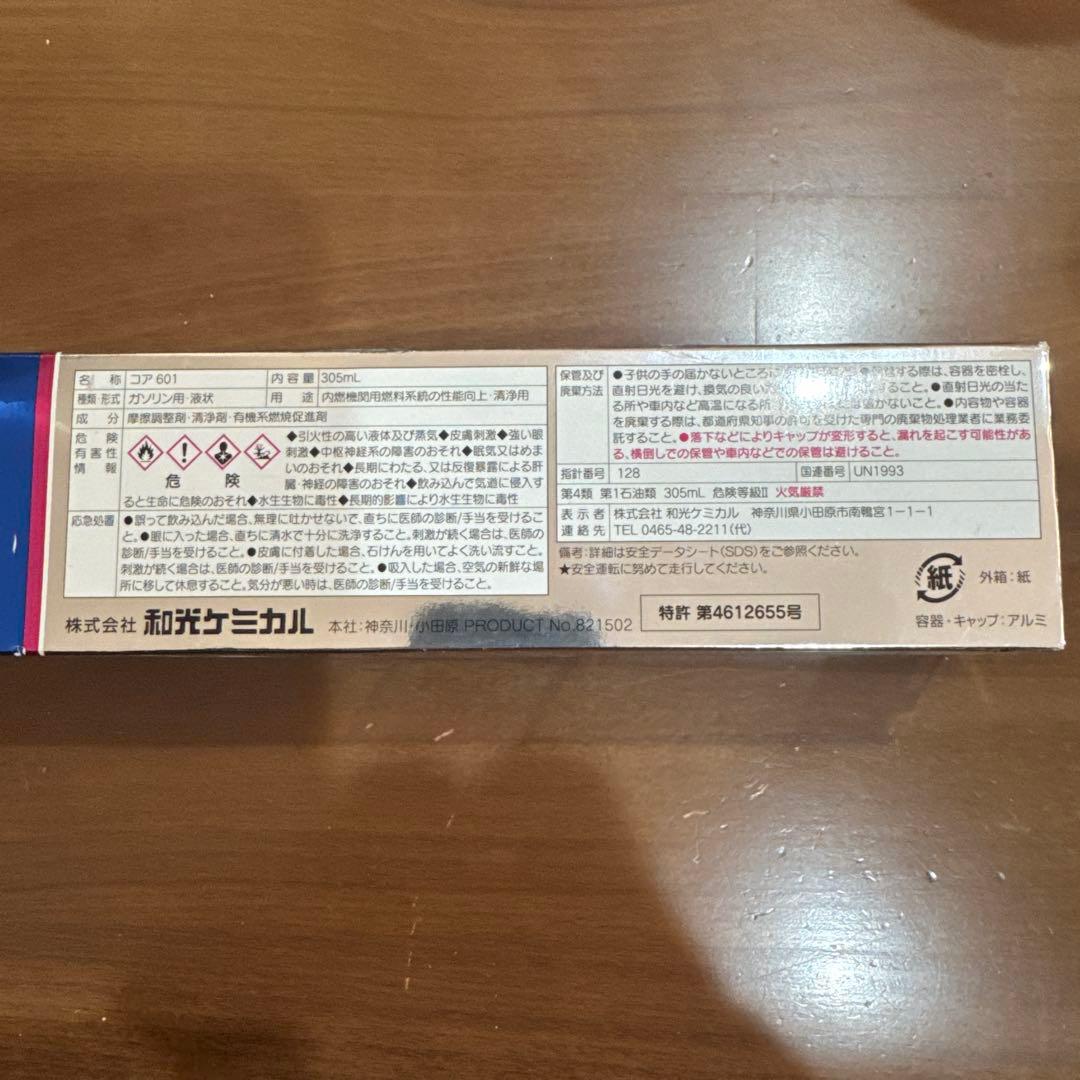 名称 コア601 内容量 305mL
種類・形式 ガソリン用・液状 用途 内燃機関用燃料系統の性能向上・清浄用
成分 摩擦調整剤・清浄剤・有機系燃焼促進剤
危険有害性情報
危険
◆引火性の高い液体及び蒸気◆皮膚刺激◆強い眼
刺激◆中枢神経系の障害のおそれ◆眠気又はめま
いのおそれ◆長期にわたる、又は反復暴露による肝
臓・神経の障害のおそれ◆飲み込んで気道に侵入す
ると生命に危険のおそれ◆水生生物に毒性◆長期的影響により水生生物に毒性
応急処置 ●誤って飲み込んだ場合、無理に吐かせないで、直ちに医師の診断/手当を受けるこ
と。●眼に入った場合、直ちに清水で十分に洗浄すること。刺激が続く場合は、医師の
診断/手当を受けること。●皮膚に付着した場合、石けんを用いてよく洗い流すこと。
刺激が続く場合は、医師の診断/手当を受けること。●吸入した場合、空気の新鮮な場
所に移して休息すること。気分が悪い時は、医師の診断/手当を受けること。
株式会社 和光ケミカル 本社:神奈川・小田原 PRODUCT No.821502
保管及び廃棄方法 ●子供の手の届かないところに する際は、容器を密栓し、
直射日光を避け、換気の良い すること。●直射日光の当た
る所や車内など高温になる所 かないこと。●内容物や容器
を廃棄する際は、都道府県知事の許可を受けた専門の廃棄物処理業者に業務委
託すること。●落下などによりキャップが変形すると、漏れを起こす可能性があ
る、横倒しでの保管や車内などでの保管は避けること。
指針番号 128 国連番号 UN1993
第4類 第1石油類 305mL 危険等級Ⅱ 火気厳禁
表示者 株式会社 和光ケミカル 神奈川県小田原市南鴨宮1-1-1
連絡先 TEL 0465-48-2211(代)
備考:詳細は安全データシート(SDS)をご参照ください。
★安全運転に努めて走行してください。
特許 第4612655号
紙 外箱:紙
容器・キャップ:アルミ